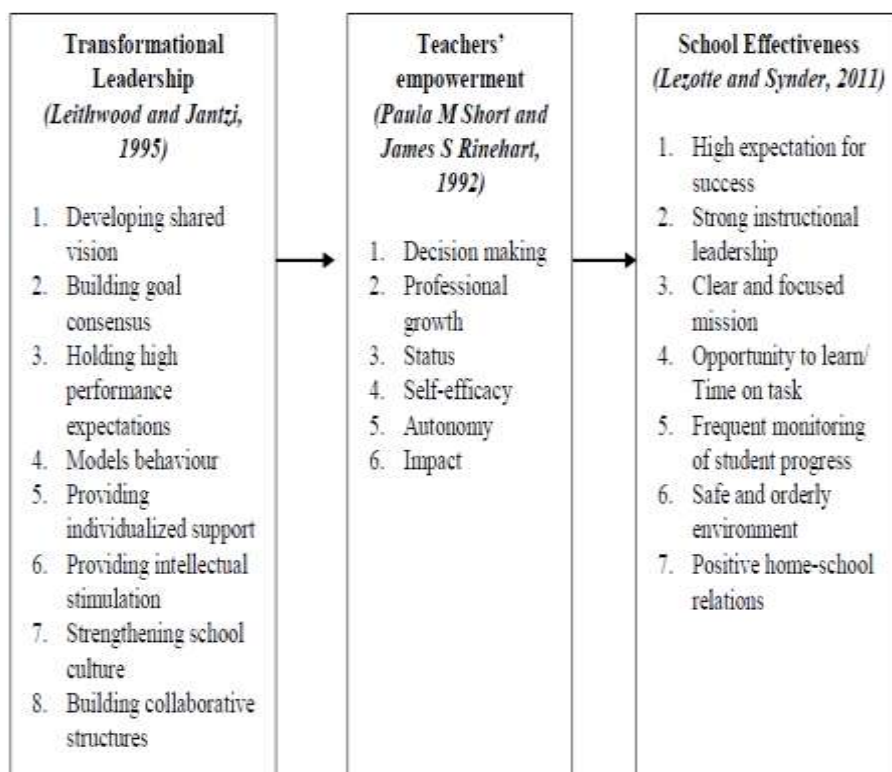 Transformational
Leadership
(Leithwood and Jantzi,
1995)
1. Developing shared
vision
2. Building goal
consensus
3. Holding high
performance
expectations
4. Models behaviour
5. Providing
individualized support
6. Providing intellectual
stimulation
7. Strengthening school
culture
8. Building collaborative
structures
Teachers'
empowerment
(Paula M Short and
James S Rinehart,
1992)
1. Decision making
2. Professional
growth
3. Status
4. Self-efficacy
5. Autonomy
6. Impact
School Effectiveness
(Lezotte and Synder, 2011)
1. High expectation for
success
2. Strong instructional
leadership
3. Clear and focused
mission
4. Opportunity to learn/
Time on task
5. Frequent monitoring
of student progress
6. Safe and orderly
environment
7. Positive home-school
relations